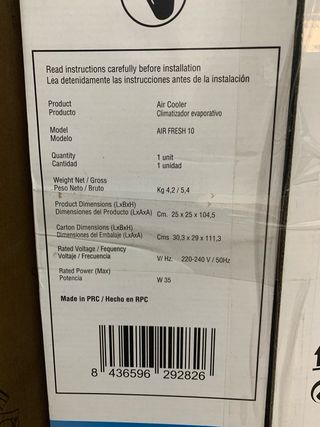 Read instructions carefully before installation
Lea detenidamente las instrucciones antes de la instalación
Product Air Cooler
Producto Climatizador evaporativo
Model AIR FRESH 10
Modelo
Quantity 1 unit
Cantidad 1 unidad
Weight Net / Gross
Peso Neto / Bruto Kg 4,2 / 5,4
Product Dimensions (LxBxH)
Dimensiones del Producto (LxAxA) Cm. 25 x 25 x 104,5
Carton Dimensions (LxBxH)
Dimensiones del Embalaje (LxAxA) Cms 30,3 x 29 x 111,3
Rated Voltage / Fequency
Voltaje / Frecuencia V/ Hz. 220-240 V / 50Hz
Rated Power (Max)
Potencia W 35
Made in PRC / Hecho en RPC
8 436596 292826